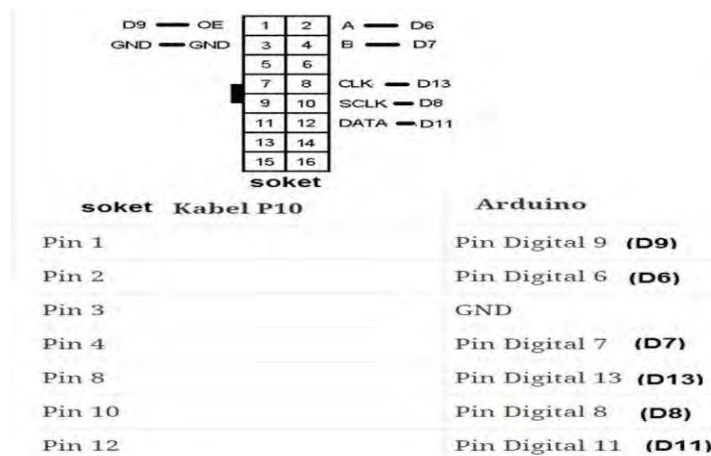 D9 OE 1 2 A D6
GND GND 3 4 B D7
5 6
7 8 CLK D13
9 10 SCLK D8
11 12 DATA D11
13 14
15 16
soket
soket Kabel P10 Arduino
Pin 1 Pin Digital 9 (D9)
Pin 2 Pin Digital 6 (D6)
Pin 3 GND
Pin 4 Pin Digital 7 (D7)
Pin 8 Pin Digital 13 (D13)
Pin 10 Pin Digital 8 (D8)
Pin 12 Pin Digital 11 (D11)